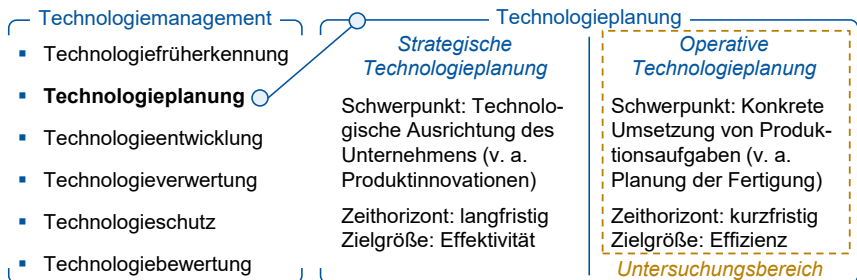 Technologiemanagement
Technologiefrüherkennung
Technologieplanung
Technologieentwicklung
Technologieverwertung
Technologieschutz
Technologiebewertung
Technologieplanung
Strategische
Technologieplanung
Schwerpunkt: Technolo-
gische Ausrichtung des
Unternehmens (v. a.
Produktinnovationen)
Zeithorizont: langfristig
Zielgröße: Effektivität
Operative
Technologieplanung
Schwerpunkt: Konkrete
Umsetzung von Produk-
tionsaufgaben (v. a.
Planung der Fertigung)
Zeithorizont: kurzfristig
Zielgröße: Effizienz
Untersuchungsbereich